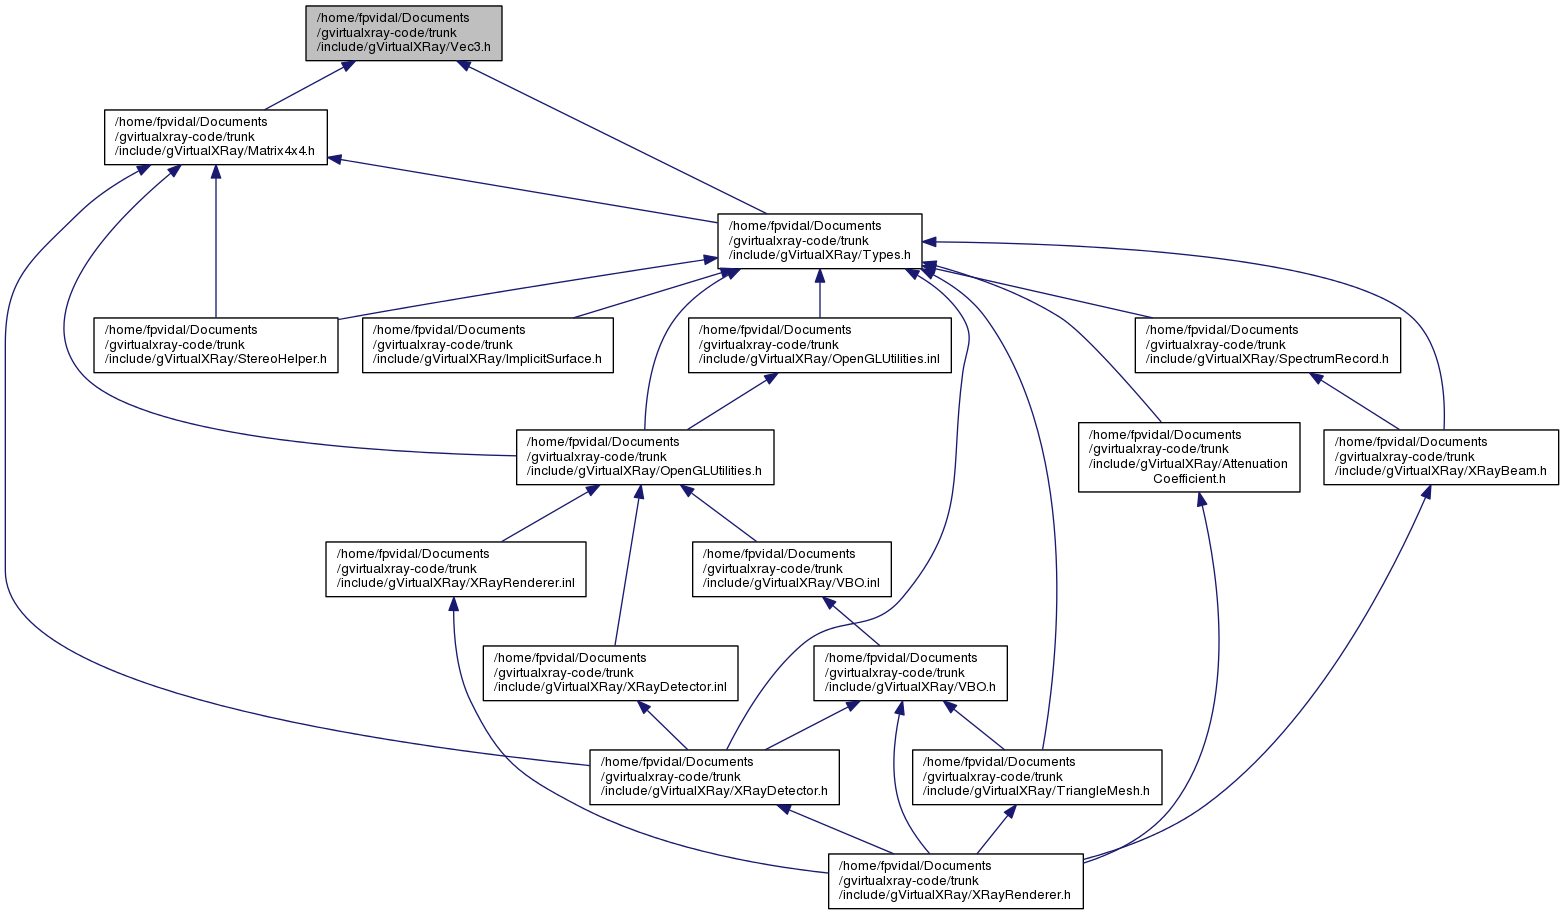 /home/fpvidal/Documents
/gvirtualxray-code/trunk
/include/gVirtualXRay/Vec3.h
/home/fpvidal/Documents
/gvirtualxray-code/trunk
/include/gVirtualXRay/Matrix4x4.h
/home/fpvidal/Documents
/gvirtualxray-code/trunk
/include/gVirtualXRay/Types.h
/home/fpvidal/Documents
/gvirtualxray-code/trunk
/include/gVirtualXRay/StereoHelper.h
/home/fpvidal/Documents
/gvirtualxray-code/trunk
/include/gVirtualXRay/ImplicitSurface.h
/home/fpvidal/Documents
/gvirtualxray-code/trunk
/include/gVirtualXRay/OpenGLUtilities.inl
/home/fpvidal/Documents
/gvirtualxray-code/trunk
/include/gVirtualXRay/SpectrumRecord.h
/home/fpvidal/Documents
/gvirtualxray-code/trunk
/include/gVirtualXRay/OpenGLUtilities.h
/home/fpvidal/Documents
/gvirtualxray-code/trunk
/include/gVirtualXRay/Attenuation
Coefficient.h
/home/fpvidal/Documents
/gvirtualxray-code/trunk
/include/gVirtualXRay/XRayBeam.h
/home/fpvidal/Documents
/gvirtualxray-code/trunk
/include/gVirtualXRay/XRayRenderer.inl
/home/fpvidal/Documents
/gvirtualxray-code/trunk
/include/gVirtualXRay/VBO.inl
/home/fpvidal/Documents
/gvirtualxray-code/trunk
/include/gVirtualXRay/XRayDetector.inl
/home/fpvidal/Documents
/gvirtualxray-code/trunk
/include/gVirtualXRay/VBO.h
/home/fpvidal/Documents
/gvirtualxray-code/trunk
/include/gVirtualXRay/XRayDetector.h
/home/fpvidal/Documents
/gvirtualxray-code/trunk
/include/gVirtualXRay/TriangleMesh.h
/home/fpvidal/Documents
/gvirtualxray-code/trunk
/include/gVirtualXRay/XRayRenderer.h